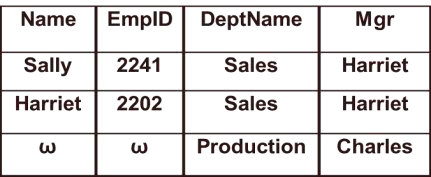 Name EmpID DeptName Mgr
Sally 2241 Sales Harriet
Harriet 2202 Sales Harriet
ω ω Production Charles